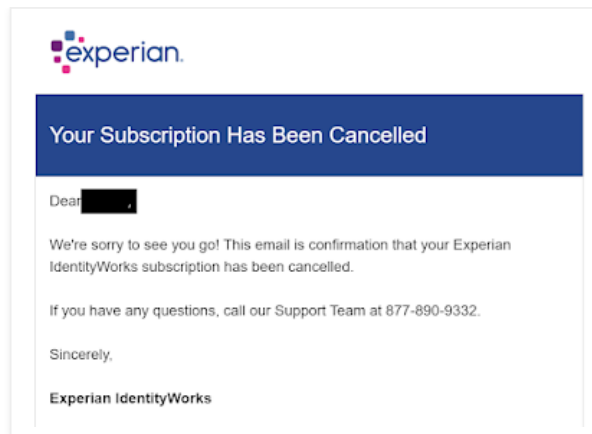 experian.
Your Subscription Has Been Cancelled
Dear ,
We're sorry to see you go! This email is confirmation that your Experian
IdentityWorks subscription has been cancelled.
If you have any questions, call our Support Team at 877-890-9332.
Sincerely,
Experian IdentityWorks